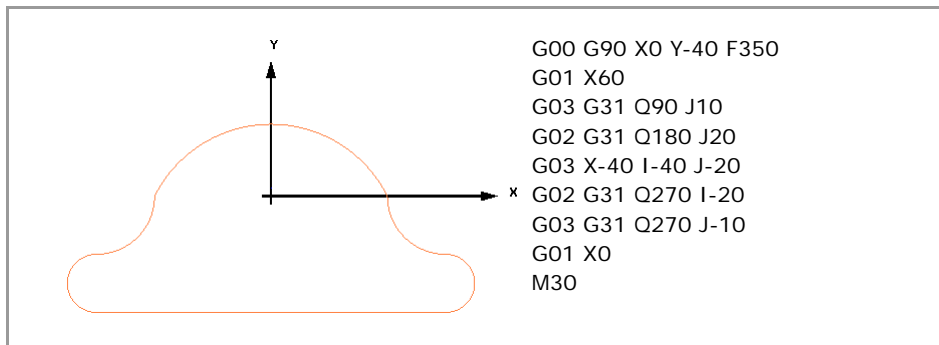 Y
X
G00 G90 X0 Y-40 F350
G01 X60
G03 G31 Q90 J10
G02 G31 Q180 J20
G03 X-40 I-40 J-20
G02 G31 Q270 I-20
G03 G31 Q270 J-10
G01 X0
M30